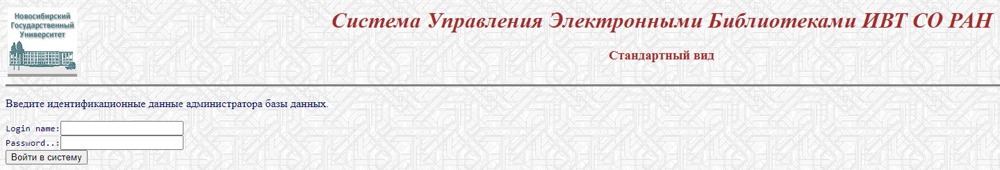 Новосибирский
Государственный
Университет
Система Управления Электронными Библиотеками ИВТ СО РАН
Стандартный вид
Введите идентификационные данные администратора базы данных.
Login name:
Password..:
Войти в систему